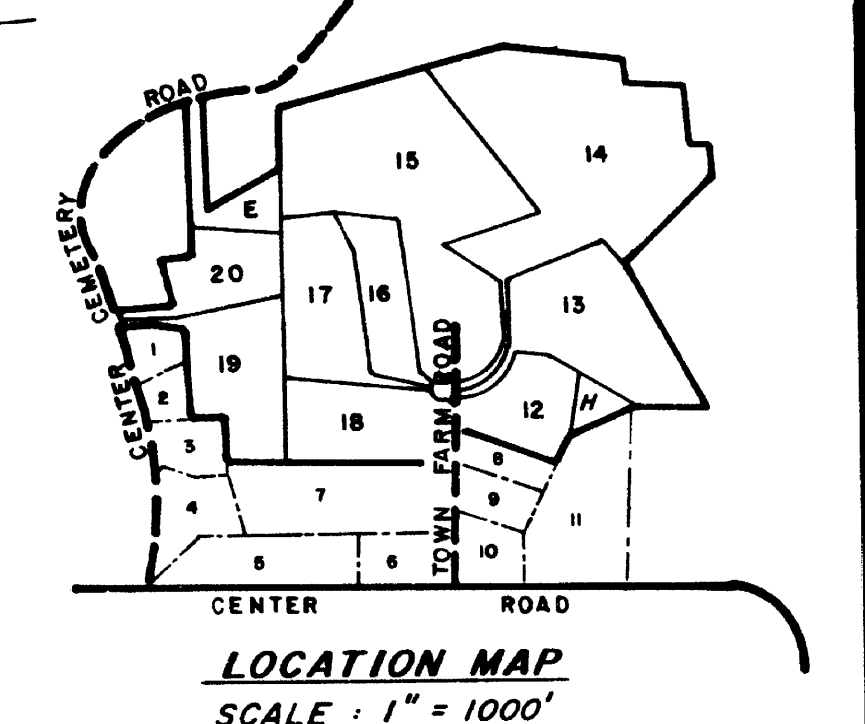 ROAD
15
14
E
CEMETERY
20
17
16
13
1
19
TOWN FARM ROAD
CENTER
2
12
H
18
3
8
7
9
4
11
10
5
6
CENTER ROAD
LOCATION MAP
SCALE : 1" = 1000'